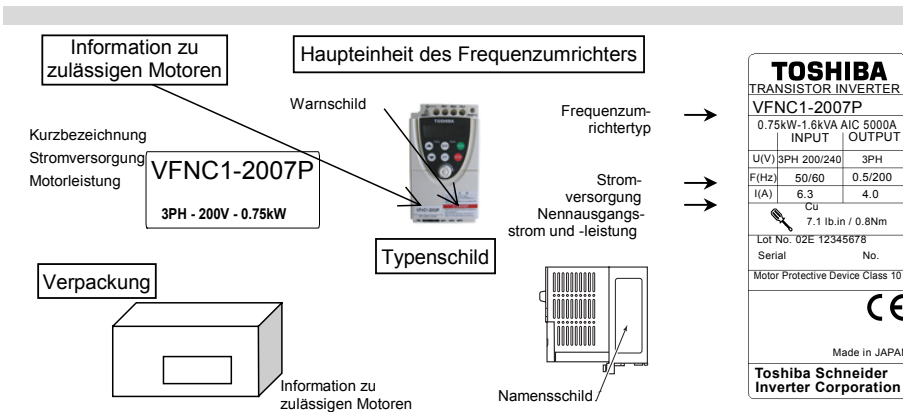 Information zu
zulässigen Motoren
Haupteinheit des Frequenzumrichters
Warnschild
Kurzbezeichnung
Stromversorgung
Motorleistung
VFNC1-2007P
3PH - 200V - 0.75kW
TOSHIBA
Frequenzum-
richtertyp
Strom-
versorgung
Nennausgangs-
strom und -leistung
Typenschild
Verpackung
Information zu
zulässigen Motoren
Namensschild
TOSHIBA
TRANSISTOR INVERTER
VFNC1-2007P
0.75kW-1.6kVA AIC 5000A
INPUT OUTPUT
U(V) 3PH 200/240 3PH
F(Hz) 50/60 0.5/200
I(A) 6.3 4.0
Cu
7.1 lb.in / 0.8Nm
Lot No. 02E 12345678
Serial No.
Motor Protective Device Class 10
CE
Made in JAPAN
Toshiba Schneider
Inverter Corporation